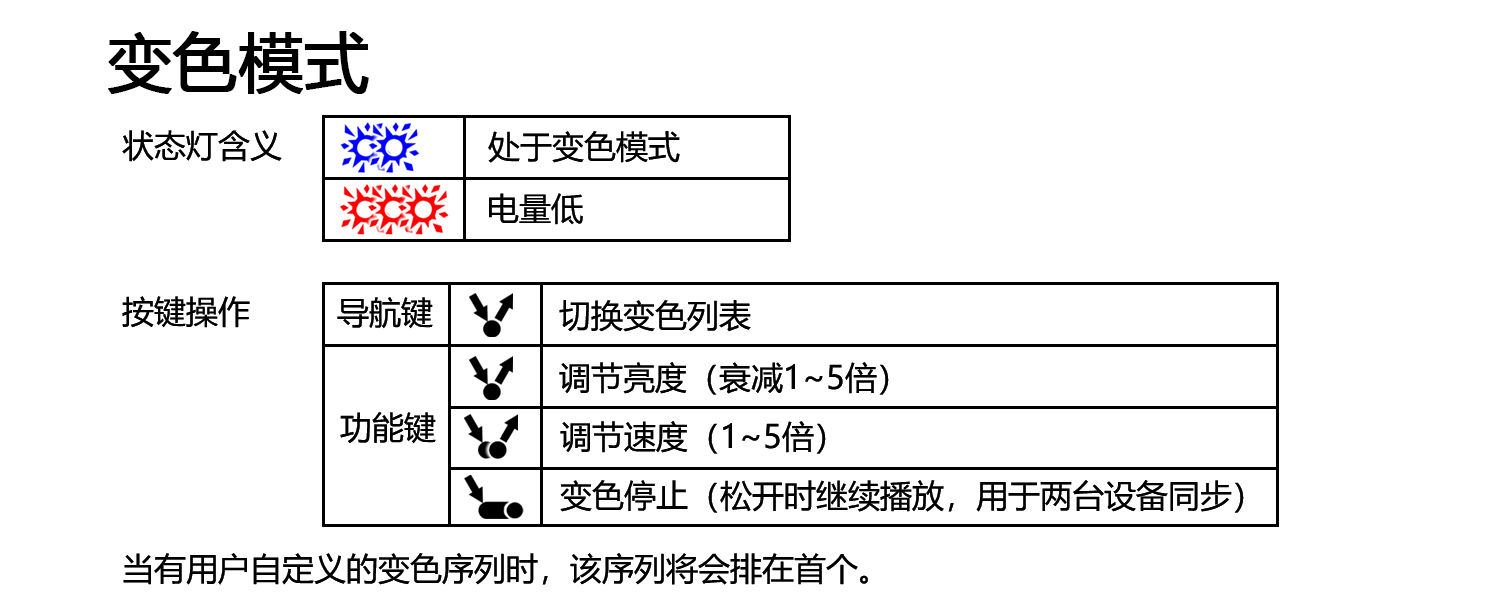 变色模式
状态灯含义
处于变色模式
电量低
按键操作
导航键
切换变色列表
功能键
调节亮度（衰减1~5倍）
调节速度（1~5倍）
变色停止（松开时继续播放，用于两台设备同步）
当有用户自定义的变色序列时，该序列将会排在首个。